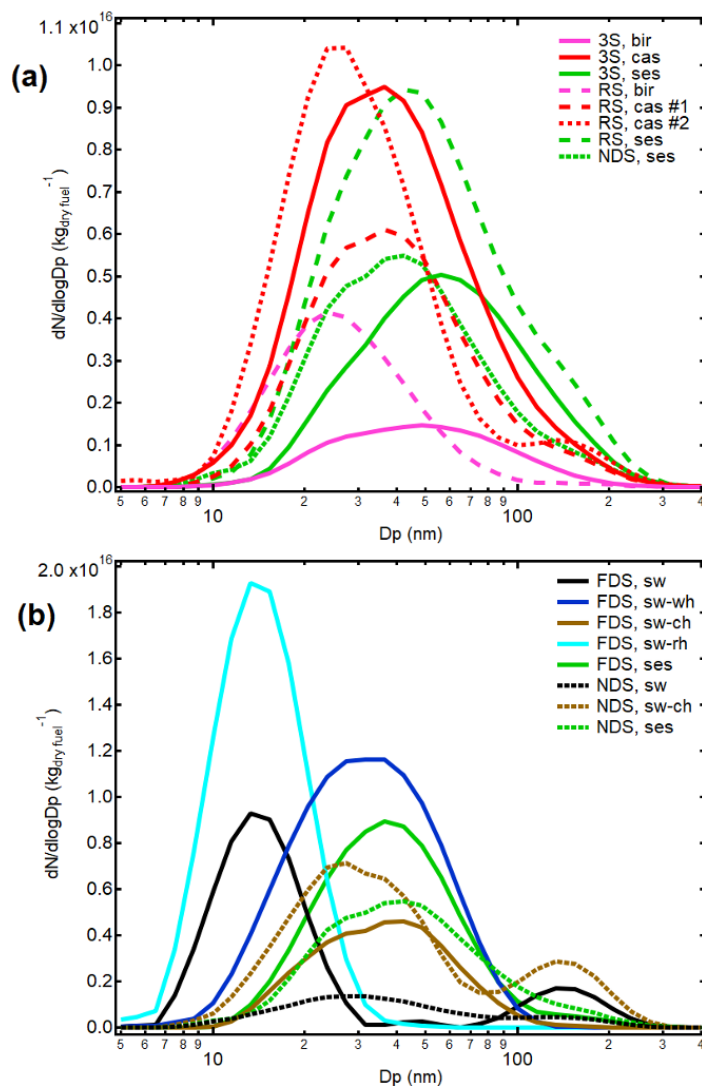 1.1 x10^16
(a)
3S, bir
3S, cas
3S, ses
RS, bir
RS, cas #1
RS, cas #2
RS, ses
NDS, ses
1.0
0.9
0.8
0.7
0.6
0.5
0.4
0.3
0.2
0.1
0.0
dN/dlogDp (kg_dry fuel^-1)
5 6 7 8 9 10 2 3 4 5 6 7 8 9 100 2 3 4
Dp (nm)
2.0 x10^16
(b)
FDS, sw
FDS, sw-wh
FDS, sw-ch
FDS, sw-rh
FDS, ses
NDS, sw
NDS, sw-ch
NDS, ses
1.8
1.6
1.4
1.2
1.0
0.8
0.6
0.4
0.2
0.0
dN/dlogDp (kg_dry fuel^-1)
5 6 7 8 9 10 2 3 4 5 6 7 8 9 100 2 3 4
Dp (nm)